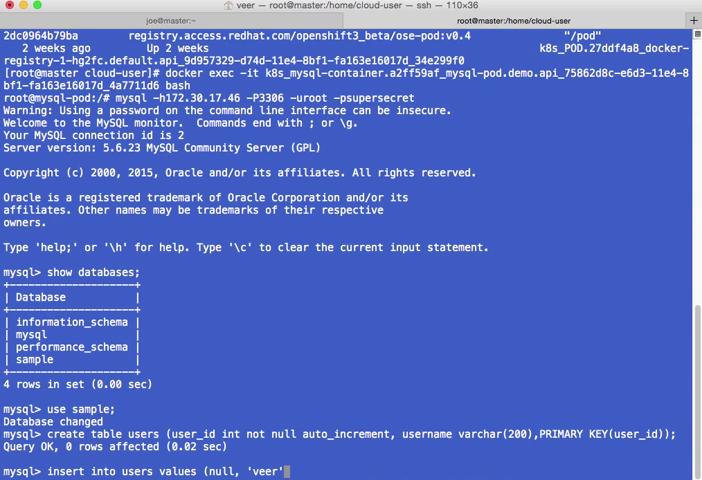 veer — root@master:/home/cloud-user — ssh — 110×36
joe@master:~
root@master:/home/cloud-user
+
2dc0964b79ba registry.access.redhat.com/openshift3_beta/ose-pod:v0.4 "/pod"
2 weeks ago Up 2 weeks k8s_POD.27ddf4a8_docker-
registry-1-hg2fc.default.api_9d957329-d74d-11e4-8bf1-fa163e16017d_34e299f0
[root@master cloud-user]# docker exec -it k8s_mysql-container.a2ff59af_mysql-pod.demo.api_75862d8c-e6d3-11e4-8
bf1-fa163e16017d_4a7711d6 bash
root@mysql-pod:/# mysql -h172.30.17.46 -P3306 -uroot -psupersecret
Warning: Using a password on the command line interface can be insecure.
Welcome to the MySQL monitor.  Commands end with ; or \g.
Your MySQL connection id is 2
Server version: 5.6.23 MySQL Community Server (GPL)
Copyright (c) 2000, 2015, Oracle and/or its affiliates. All rights reserved.
Oracle is a registered trademark of Oracle Corporation and/or its
affiliates. Other names may be trademarks of their respective
owners.
Type 'help;' or '\h' for help. Type '\c' to clear the current input statement.
mysql> show databases;
+--------------------+
| Database           |
+--------------------+
| information_schema |
| mysql              |
| performance_schema |
| sample             |
+--------------------+
4 rows in set (0.00 sec)
mysql> use sample;
Database changed
mysql> create table users (user_id int not null auto_increment, username varchar(200),PRIMARY KEY(user_id));
Query OK, 0 rows affected (0.02 sec)
mysql> insert into users values (null, 'veer'